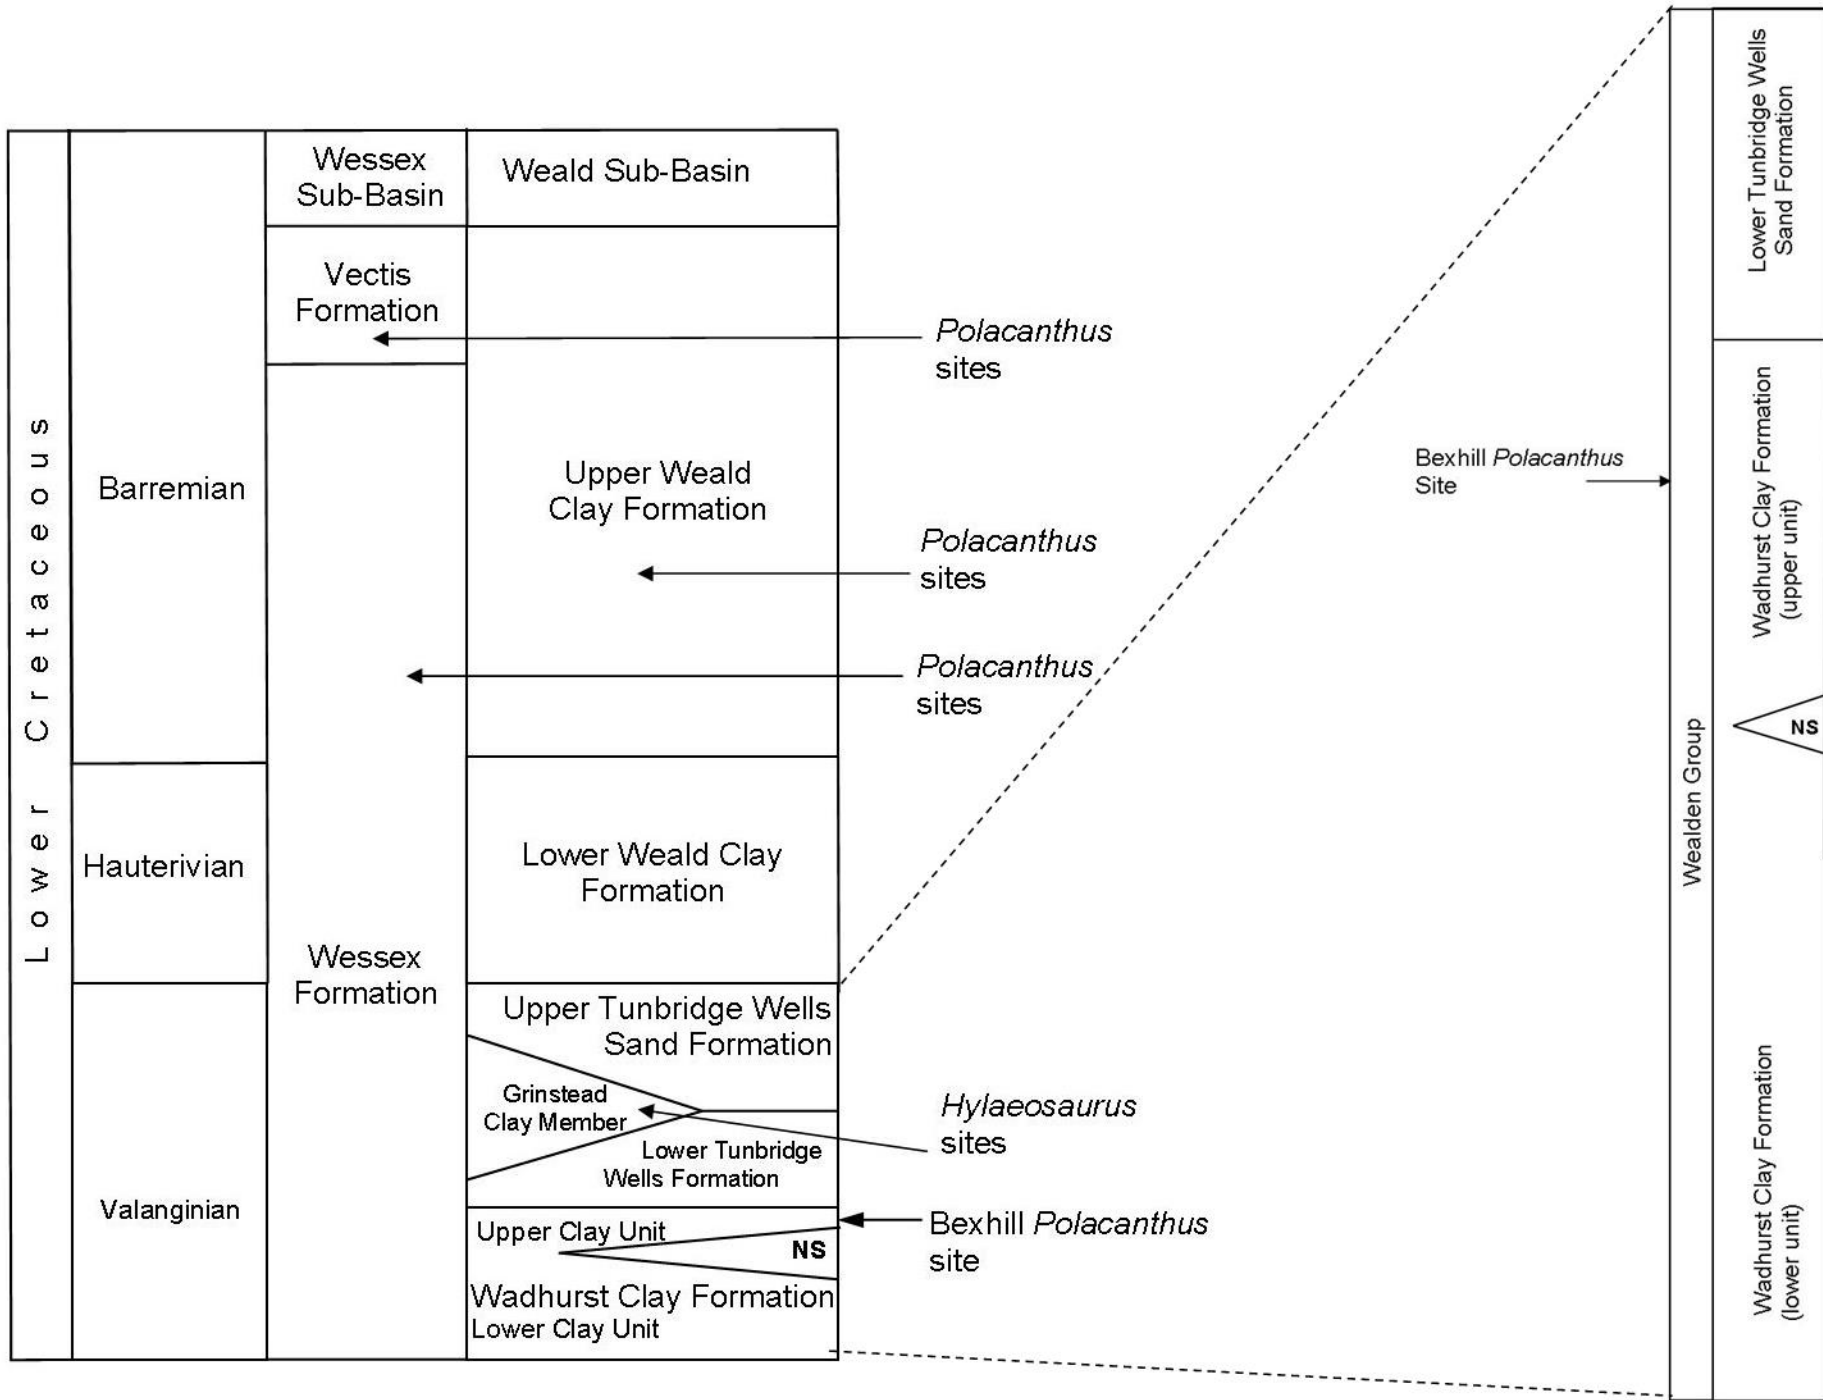 Lower Cretaceous
Barremian
Hauterivian
Valanginian
Wessex
Sub-Basin
Vectis
Formation
Wessex
Formation
Weald Sub-Basin
Upper Weald
Clay Formation
Lower Weald Clay
Formation
Upper Tunbridge Wells
Sand Formation
Grinstead
Clay Member
Lower Tunbridge
Wells Formation
Upper Clay Unit
NS
Wadhurst Clay Formation
Lower Clay Unit
Polacanthus
sites
Polacanthus
sites
Polacanthus
sites
Hylaeosaurus
sites
Bexhill Polacanthus
site
Bexhill Polacanthus
Site
Wealden Group
Lower Tunbridge Wells
Sand Formation
Wadhurst Clay Formation
(upper unit)
NS
Wadhurst Clay Formation
(lower unit)